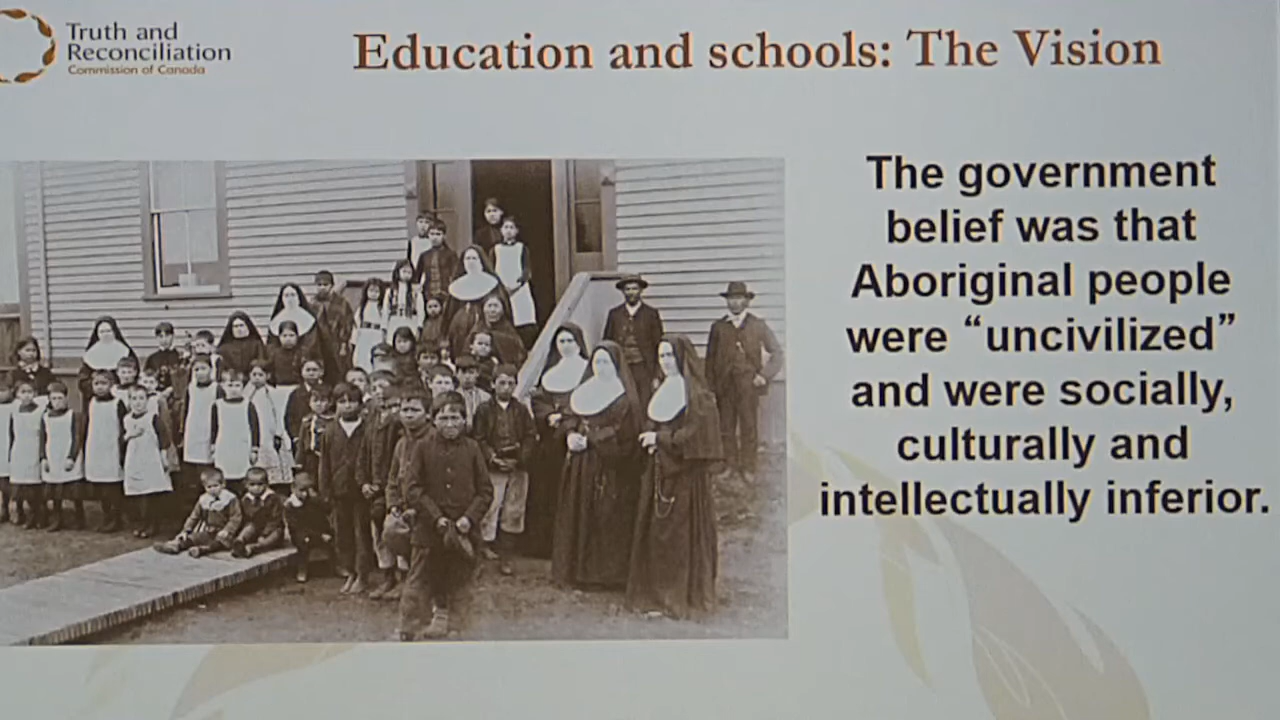 Truth and
Reconciliation
Commission of Canada
Education and schools: The Vision
The government
belief was that
Aboriginal people
were “uncivilized”
and were socially,
culturally and
intellectually inferior.